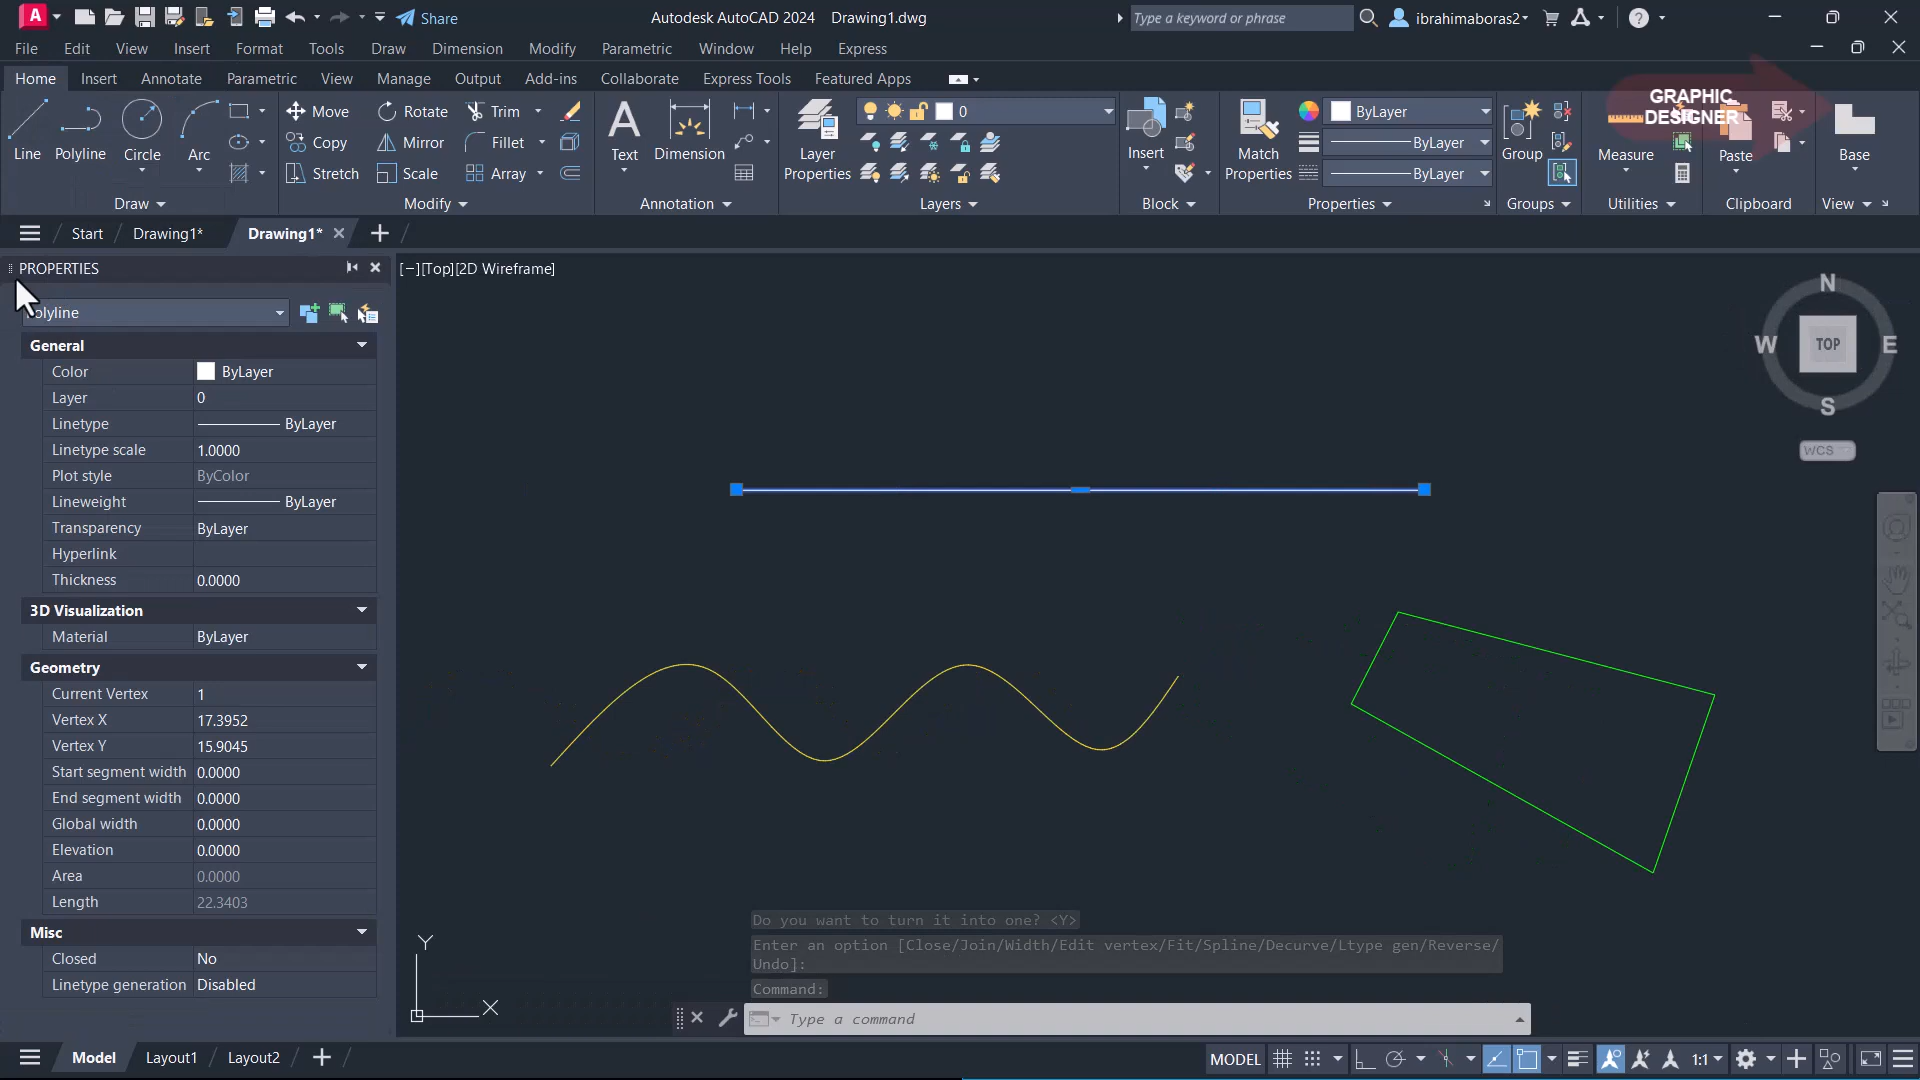 Share
Autodesk AutoCAD 2024 Drawing1.dwg
Type a keyword or phrase
ibrahimaboras2
File Edit View Insert Format Tools Draw Dimension Modify Parametric Window Help Express
Home Insert Annotate Parametric View Manage Output Add-ins Collaborate Express Tools Featured Apps
GRAPHIC
DESIGNER
Move Rotate Trim
0
ByLayer
Copy Mirror Fillet
ByLayer
Line Polyline Circle Arc
Text Dimension
Layer
Properties
Insert
Match
Properties
Group
Measure
Paste
Base
Stretch Scale Array
ByLayer
Draw Modify Annotation Layers Block Properties Groups Utilities Clipboard View
Start Drawing1* Drawing1*
PROPERTIES
[−][Top][2D Wireframe]
olyline
General
Color ByLayer
Layer 0
Linetype ByLayer
Linetype scale 1.0000
Plot style ByColor
Lineweight ByLayer
Transparency ByLayer
Hyperlink
Thickness 0.0000
3D Visualization
Material ByLayer
Geometry
Current Vertex 1
Vertex X 17.3952
Vertex Y 15.9045
Start segment width 0.0000
End segment width 0.0000
Global width 0.0000
Elevation 0.0000
Area 0.0000
Length 22.3403
Misc
Closed No
Linetype generation Disabled
N
W TOP E
S
WCS
Y
X
Do you want to turn it into one? <Y>
Enter an option [Close/Join/Width/Edit vertex/Fit/Spline/Decurve/Ltype gen/Reverse/
Undo]:
Command:
Type a command
Model Layout1 Layout2
MODEL
1:1